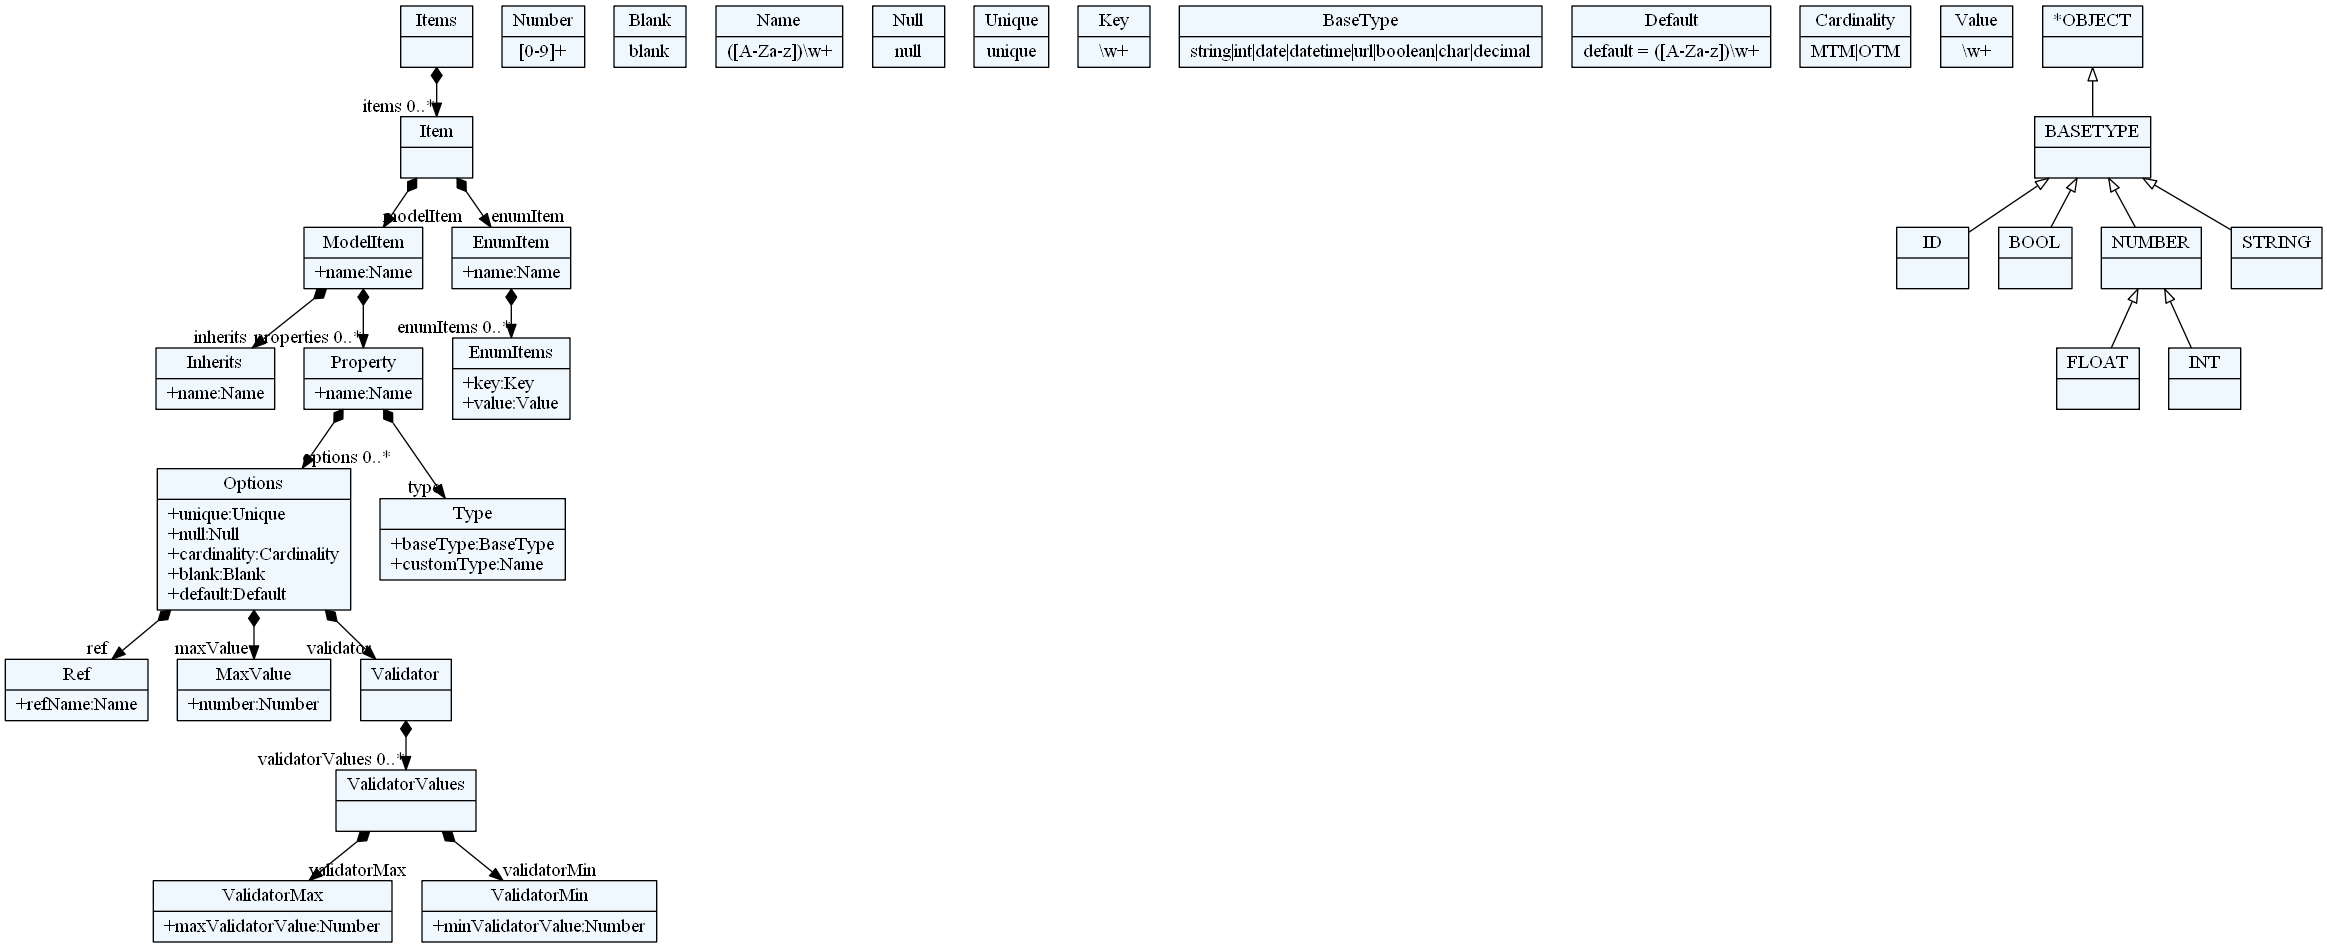 Items
Number
[0-9]+
Blank
blank
Name
([A-Za-z])\w+
Null
null
Unique
unique
Key
\w+
BaseType
string|int|date|datetime|url|boolean|char|decimal
Default
default = ([A-Za-z])\w+
Cardinality
MTM|OTM
Value
\w+
*OBJECT
items 0..*
Item
BASETYPE
modelItem
enumItem
ModelItem
+name:Name
EnumItem
+name:Name
ID
BOOL
NUMBER
STRING
inherits
properties 0..*
enumItems 0..*
Inherits
+name:Name
Property
+name:Name
EnumItems
+key:Key
+value:Value
FLOAT
INT
options 0..*
type
Options
+unique:Unique
+null:Null
+cardinality:Cardinality
+blank:Blank
+default:Default
Type
+baseType:BaseType
+customType:Name
ref
maxValue
validator
Ref
+refName:Name
MaxValue
+number:Number
Validator
validatorValues 0..*
ValidatorValues
validatorMax
validatorMin
ValidatorMax
+maxValidatorValue:Number
ValidatorMin
+minValidatorValue:Number